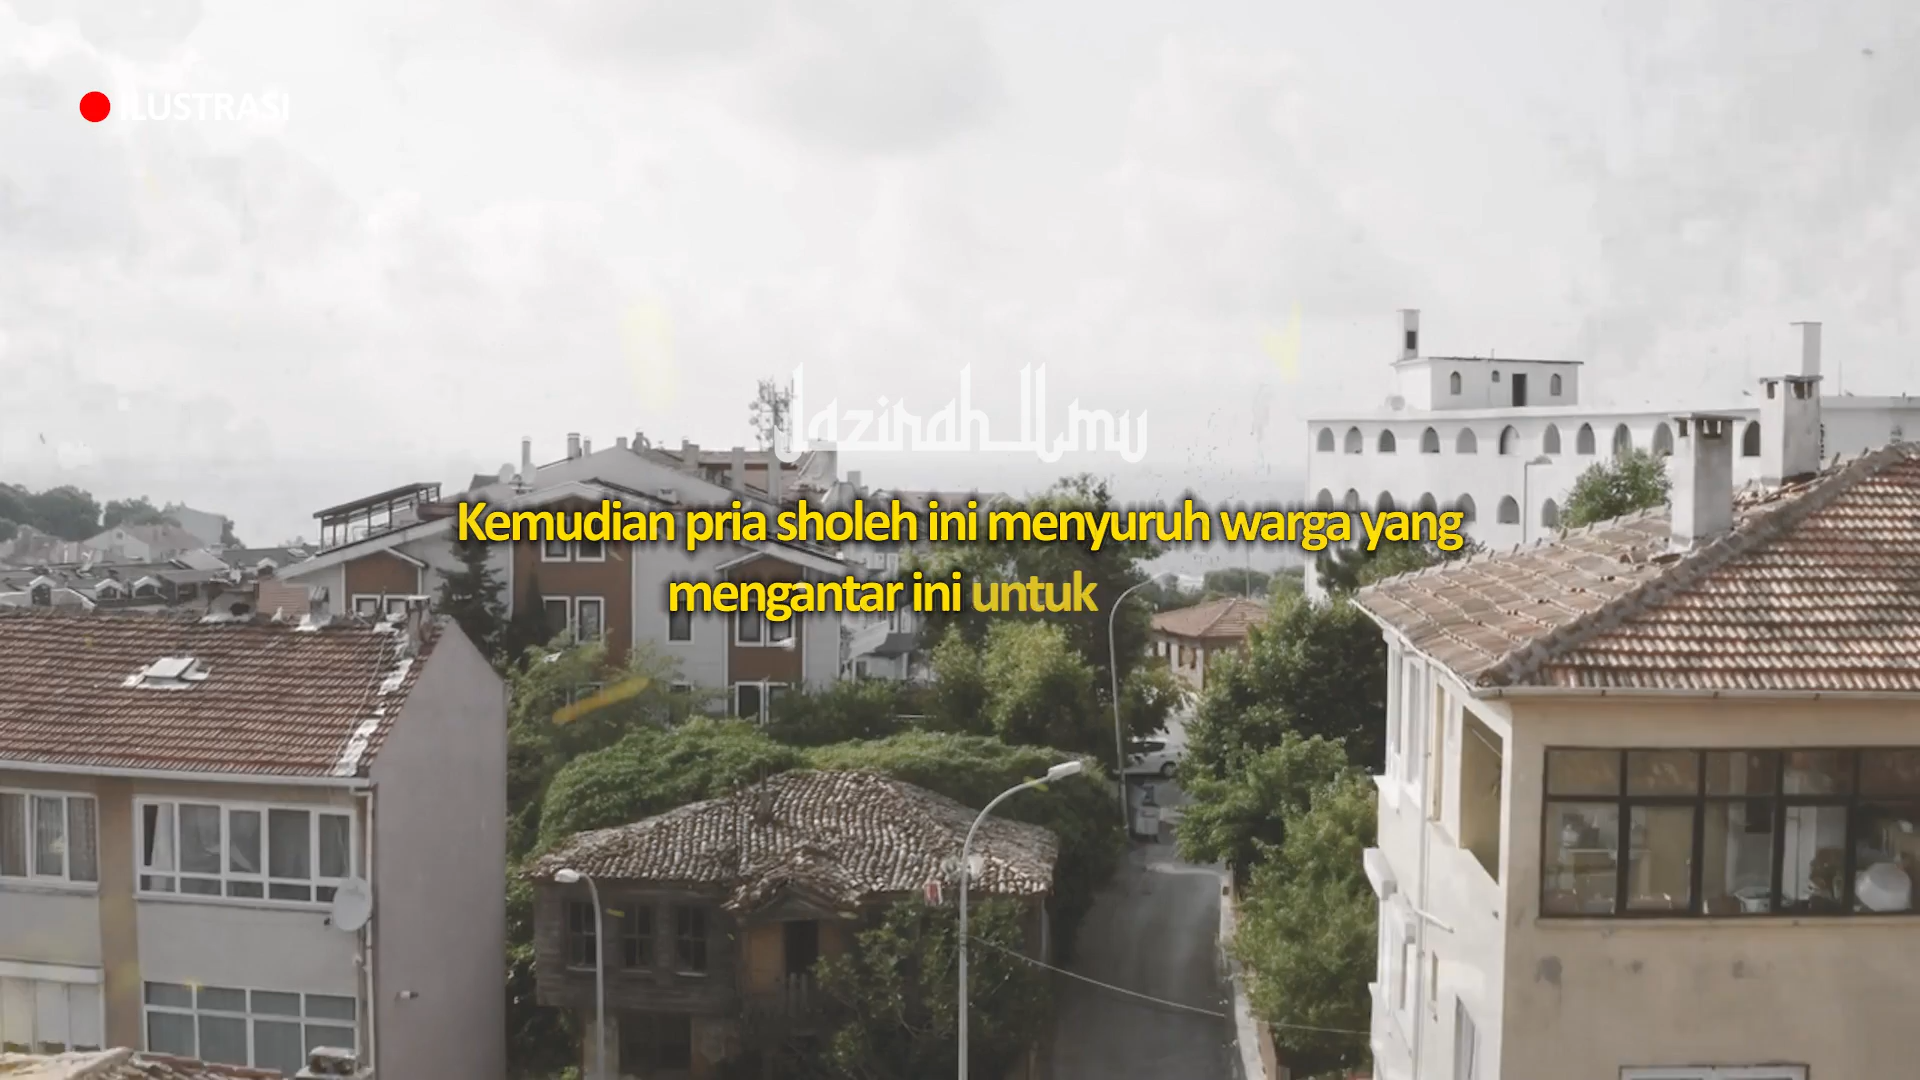 ILUSTRASI
Jazirah Ilmu
Kemudian pria sholeh ini menyuruh warga yang
mengantar ini untuk